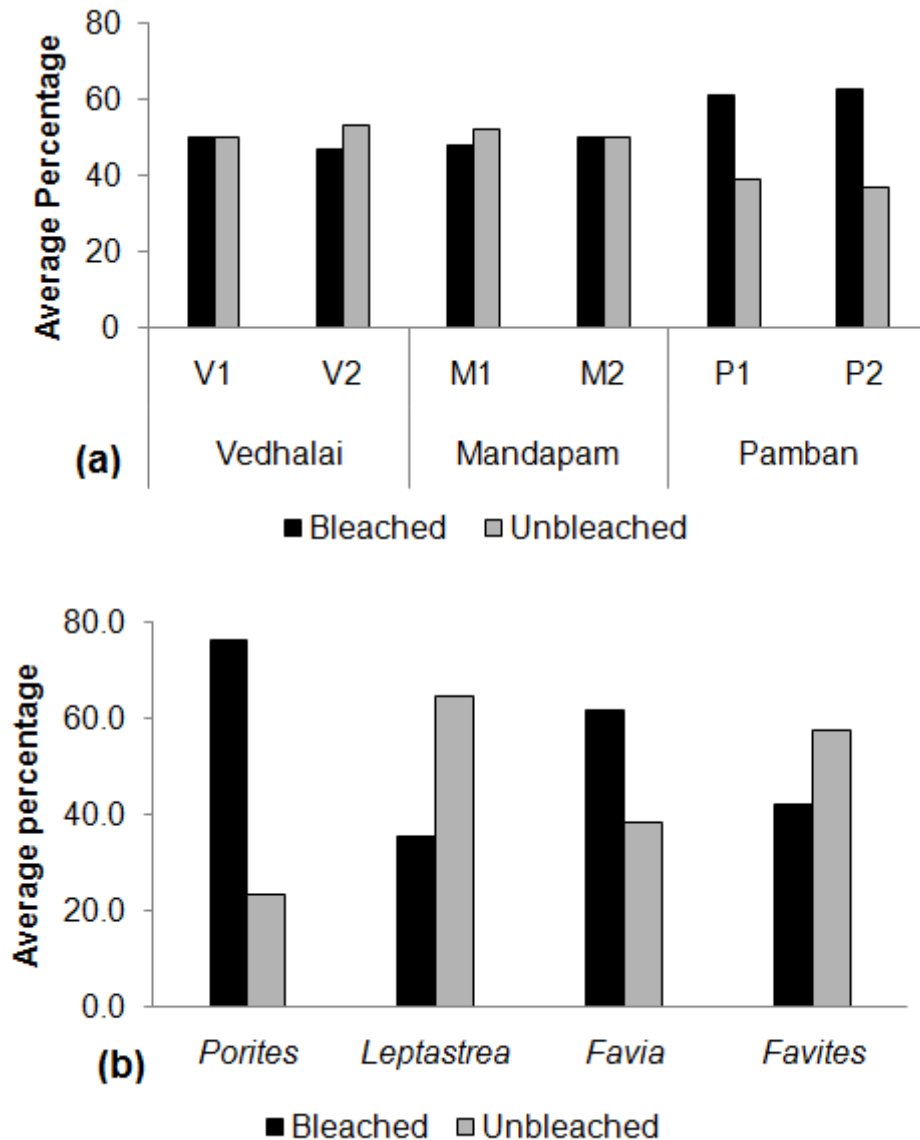 80
60
40
20
0
Average Percentage
V1 V2 M1 M2 P1 P2
(a) Vedhalai Mandapam Pamban
Bleached Unbleached
80.0
60.0
40.0
20.0
0.0
Average percentage
Porites Leptastrea Favia Favites
(b)
Bleached Unbleached